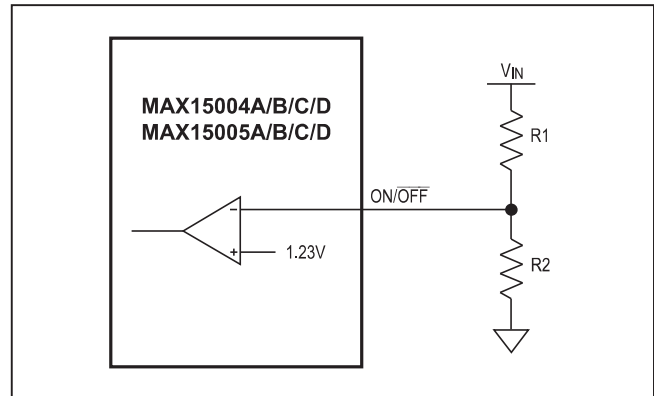 MAX15004A/B/C/D
MAX15005A/B/C/D
VIN
R1
ON/OFF
-
+
1.23V
R2